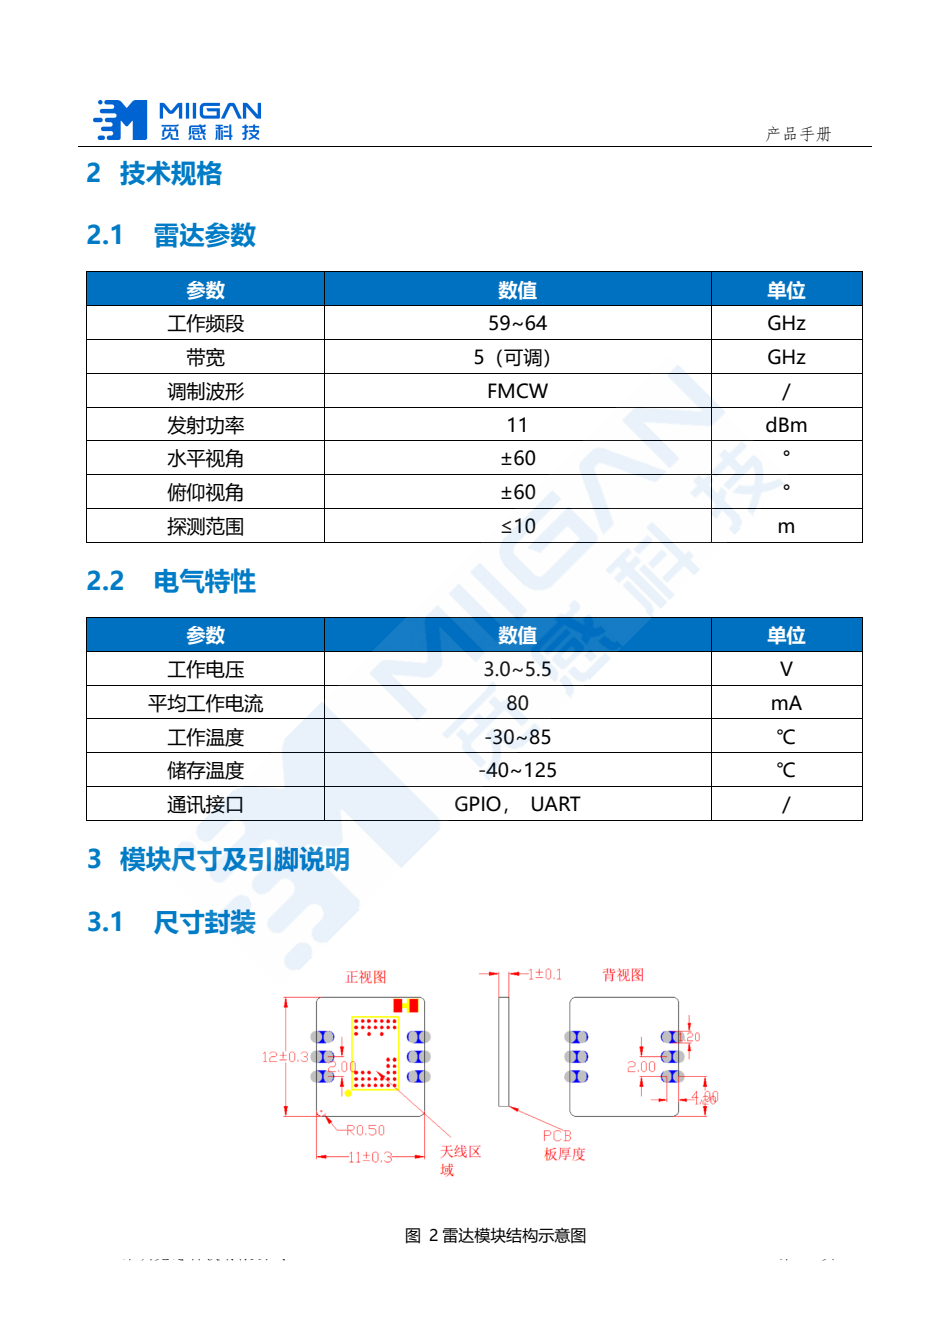 MIIGAN
觅感科技
产品手册
2 技术规格
2.1 雷达参数
参数 数值 单位
工作频段 59~64 GHz
带宽 5（可调） GHz
调制波形 FMCW /
发射功率 11 dBm
水平视角 ±60 °
俯仰视角 ±60 °
探测范围 ≤10 m
2.2 电气特性
参数 数值 单位
工作电压 3.0~5.5 V
平均工作电流 80 mA
工作温度 -30~85 ℃
储存温度 -40~125 ℃
通讯接口 GPIO， UART /
3 模块尺寸及引脚说明
3.1 尺寸封装
正视图
1±0.1
背视图
12±0.3
2.00
2.00
R0.50
11±0.3
天线区
域
PCB
板厚度
图 2 雷达模块结构示意图
MIIGAN
觅感科技